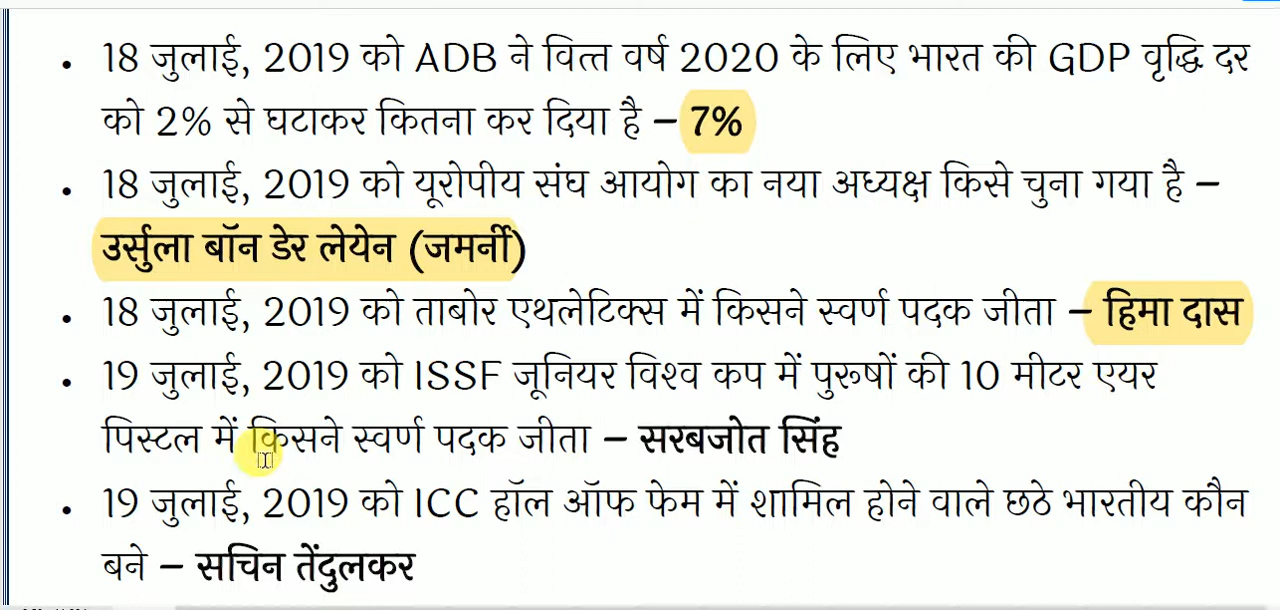 • 18 जुलाई, 2019 को ADB ने वित्त वर्ष 2020 के लिए भारत की GDP वृद्धि दर
को 2% से घटाकर कितना कर दिया है – 7%
• 18 जुलाई, 2019 को यूरोपीय संघ आयोग का नया अध्यक्ष किसे चुना गया है –
उर्सुला बॉन डेर लेयेन (जमर्नी)
• 18 जुलाई, 2019 को ताबोर एथलेटिक्स में किसने स्वर्ण पदक जीता – हिमा दास
• 19 जुलाई, 2019 को ISSF जूनियर विश्व कप में पुरूषों की 10 मीटर एयर
पिस्टल में किसने स्वर्ण पदक जीता – सरबजोत सिंह
• 19 जुलाई, 2019 को ICC हॉल ऑफ फेम में शामिल होने वाले छठे भारतीय कौन
बने – सचिन तेंदुलकर